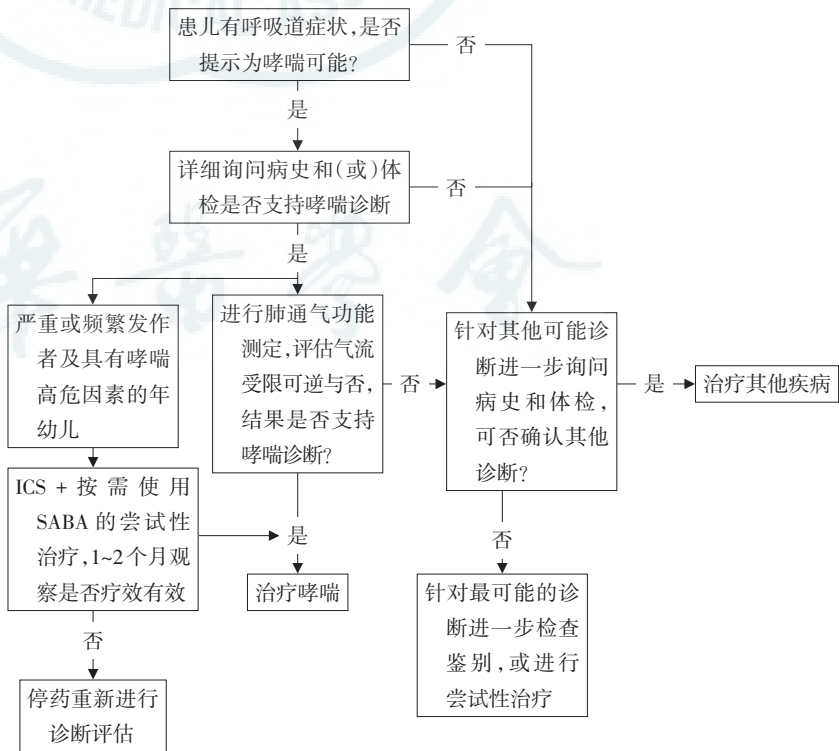 患儿有呼吸道症状,是否
提示为哮喘可能?
否
是
详细询问病史和(或)体
检是否支持哮喘诊断
否
是
严重或频繁发作
者及具有哮喘
高危因素的年
幼儿
进行肺通气功能
测定,评估气流
受限可逆与否,
结果是否支持
哮喘诊断?
否
针对其他可能诊
断进一步询问
病史和体检,
可否确认其他
诊断?
是
治疗其他疾病
ICS + 按需使用
SABA 的尝试性
治疗,1~2个月观
察是否疗效有效
是
治疗哮喘
否
针对最可能的诊
断进一步检查
鉴别,或进行
尝试性治疗
否
停药重新进行
诊断评估
MEDICAL
華醫學會